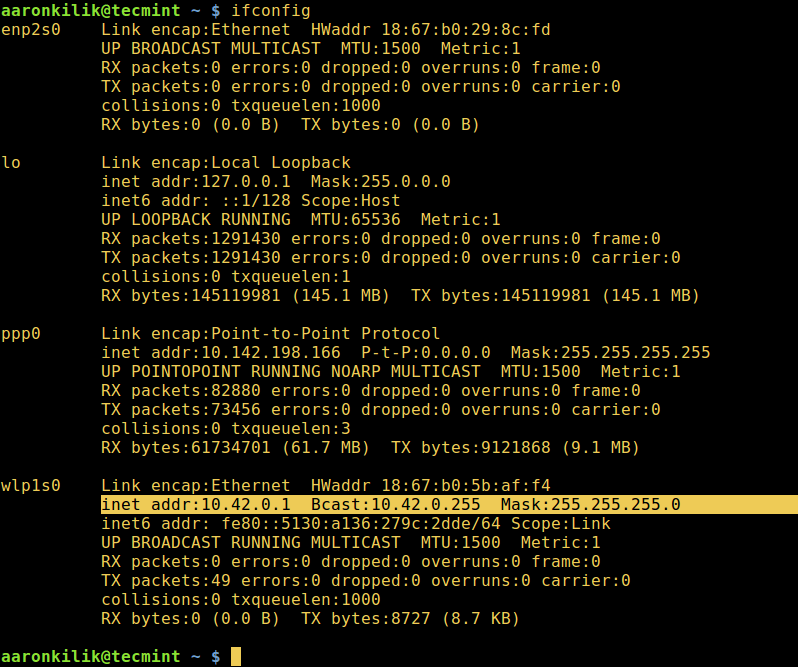 aaronkilik@tecmint ~ $ ifconfig
enp2s0    Link encap:Ethernet  HWaddr 18:67:b0:29:8c:fd
          UP BROADCAST MULTICAST  MTU:1500  Metric:1
          RX packets:0 errors:0 dropped:0 overruns:0 frame:0
          TX packets:0 errors:0 dropped:0 overruns:0 carrier:0
          collisions:0 txqueuelen:1000
          RX bytes:0 (0.0 B)  TX bytes:0 (0.0 B)

lo        Link encap:Local Loopback
          inet addr:127.0.0.1  Mask:255.0.0.0
          inet6 addr: ::1/128 Scope:Host
          UP LOOPBACK RUNNING  MTU:65536  Metric:1
          RX packets:1291430 errors:0 dropped:0 overruns:0 frame:0
          TX packets:1291430 errors:0 dropped:0 overruns:0 carrier:0
          collisions:0 txqueuelen:1
          RX bytes:145119981 (145.1 MB)  TX bytes:145119981 (145.1 MB)

ppp0      Link encap:Point-to-Point Protocol
          inet addr:10.142.198.166  P-t-P:0.0.0.0  Mask:255.255.255.255
          UP POINTOPOINT RUNNING NOARP MULTICAST  MTU:1500  Metric:1
          RX packets:82880 errors:0 dropped:0 overruns:0 frame:0
          TX packets:73456 errors:0 dropped:0 overruns:0 carrier:0
          collisions:0 txqueuelen:3
          RX bytes:61734701 (61.7 MB)  TX bytes:9121868 (9.1 MB)

wlp1s0    Link encap:Ethernet  HWaddr 18:67:b0:5b:af:f4
          inet addr:10.42.0.1  Bcast:10.42.0.255  Mask:255.255.255.0
          inet6 addr: fe80::5130:a136:279c:2dde/64 Scope:Link
          UP BROADCAST RUNNING MULTICAST  MTU:1500  Metric:1
          RX packets:0 errors:0 dropped:0 overruns:0 frame:0
          TX packets:49 errors:0 dropped:0 overruns:0 carrier:0
          collisions:0 txqueuelen:1000
          RX bytes:0 (0.0 B)  TX bytes:8727 (8.7 KB)

aaronkilik@tecmint ~ $